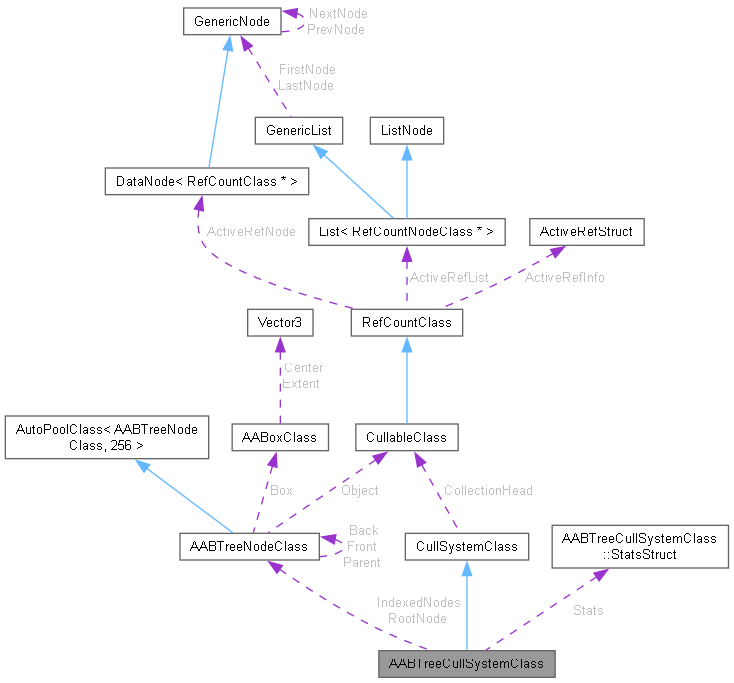 GenericNode
NextNode
PrevNode
FirstNode
LastNode
GenericList
ListNode
DataNode< RefCountClass * >
ActiveRefNode
List< RefCountNodeClass * >
ActiveRefStruct
ActiveRefList
ActiveRefInfo
Vector3
RefCountClass
Center
Extent
AutoPoolClass< AABTreeNode
Class, 256 >
AABoxClass
CullableClass
Box
Object
CollectionHead
Back
Front
Parent
AABTreeNodeClass
CullSystemClass
AABTreeCullSystemClass
::StatsStruct
IndexedNodes
RootNode
Stats
AABTreeCullSystemClass